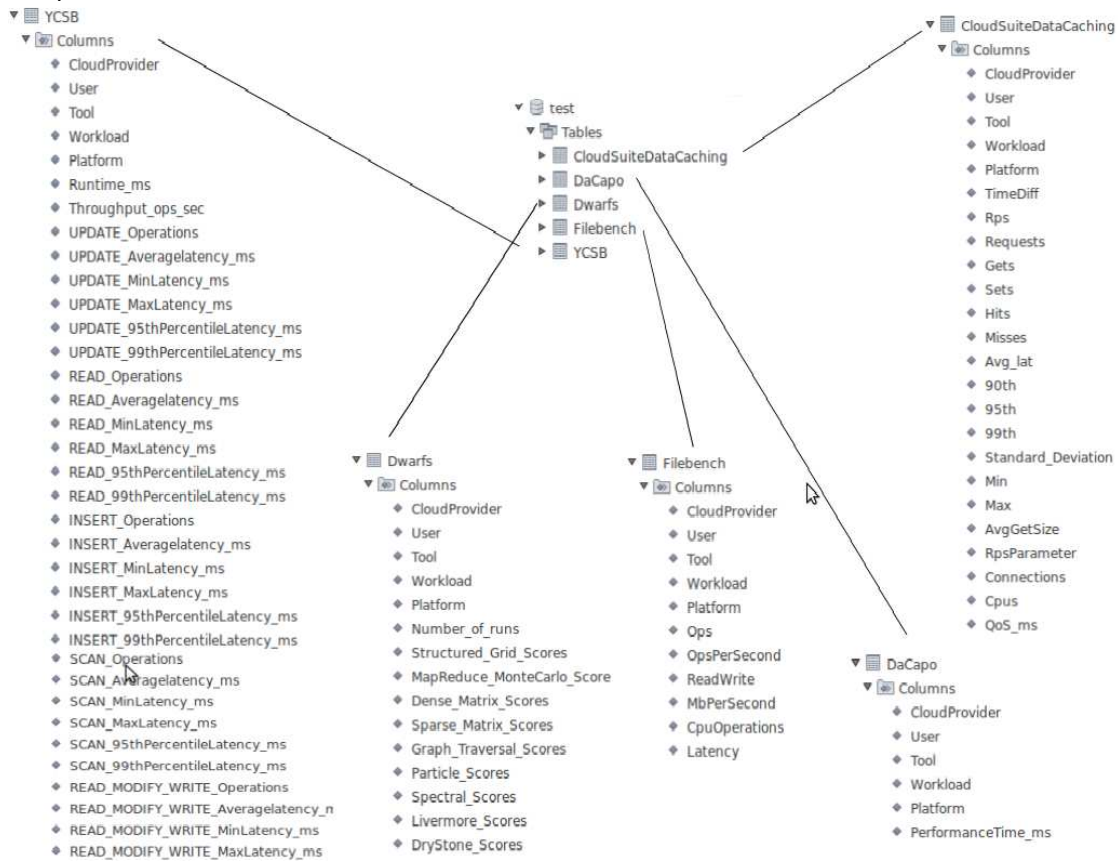 YCSB
Columns
CloudProvider
User
Tool
Workload
Platform
Runtime_ms
Throughput_ops_sec
UPDATE_Operations
UPDATE_Averagelatency_ms
UPDATE_MinLatency_ms
UPDATE_MaxLatency_ms
UPDATE_95thPercentileLatency_ms
UPDATE_99thPercentileLatency_ms
READ_Operations
READ_Averagelatency_ms
READ_MinLatency_ms
READ_MaxLatency_ms
READ_95thPercentileLatency_ms
READ_99thPercentileLatency_ms
INSERT_Operations
INSERT_Averagelatency_ms
INSERT_MinLatency_ms
INSERT_MaxLatency_ms
INSERT_95thPercentileLatency_ms
INSERT_99thPercentileLatency_ms
SCAN_Operations
SCAN_Averagelatency_ms
SCAN_MinLatency_ms
SCAN_MaxLatency_ms
SCAN_95thPercentileLatency_ms
SCAN_99thPercentileLatency_ms
READ_MODIFY_WRITE_Operations
READ_MODIFY_WRITE_Averagelatency_m
READ_MODIFY_WRITE_MinLatency_ms
READ_MODIFY_WRITE_MaxLatency_ms
test
Tables
CloudSuiteDataCaching
DaCapo
Dwarfs
Filebench
YCSB
Dwarfs
Columns
CloudProvider
User
Tool
Workload
Platform
Number_of_runs
Structured_Grid_Scores
MapReduce_MonteCarlo_Score
Dense_Matrix_Scores
Sparse_Matrix_Scores
Graph_Traversal_Scores
Particle_Scores
Spectral_Scores
Livermore_Scores
DryStone_Scores
Filebench
Columns
CloudProvider
User
Tool
Workload
Platform
Ops
OpsPerSecond
ReadWrite
MbPerSecond
CpuOperations
Latency
CloudSuiteDataCaching
Columns
CloudProvider
User
Tool
Workload
Platform
TimeDiff
Rps
Requests
Gets
Sets
Hits
Misses
Avg_lat
90th
95th
99th
Standard_Deviation
Min
Max
AvgGetSize
RpsParameter
Connections
Cpus
QoS_ms
DaCapo
Columns
CloudProvider
User
Tool
Workload
Platform
PerformanceTime_ms